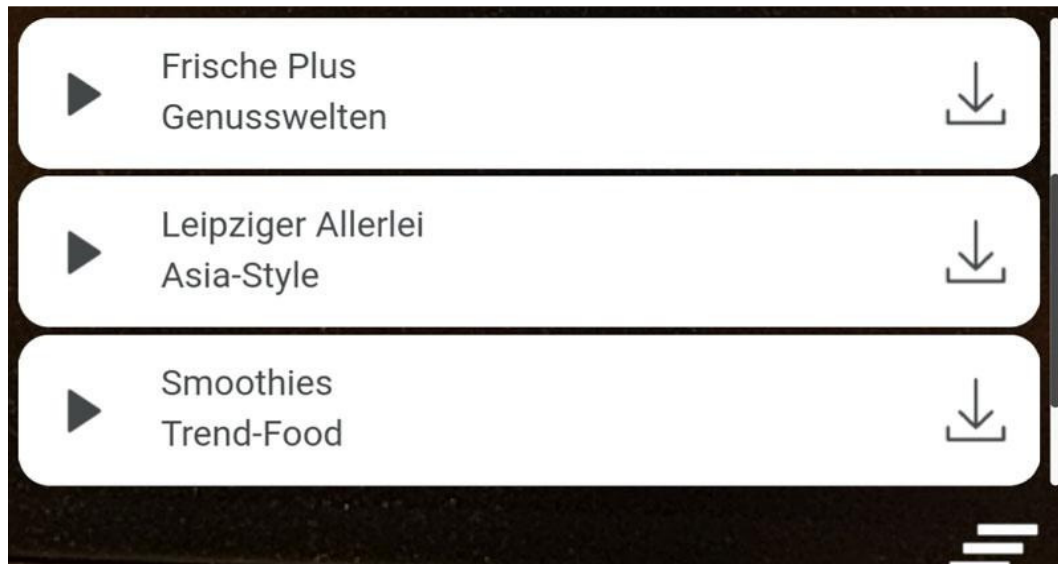 Frische Plus
Genusswelten
Leipziger Allerlei
Asia-Style
Smoothies
Trend-Food